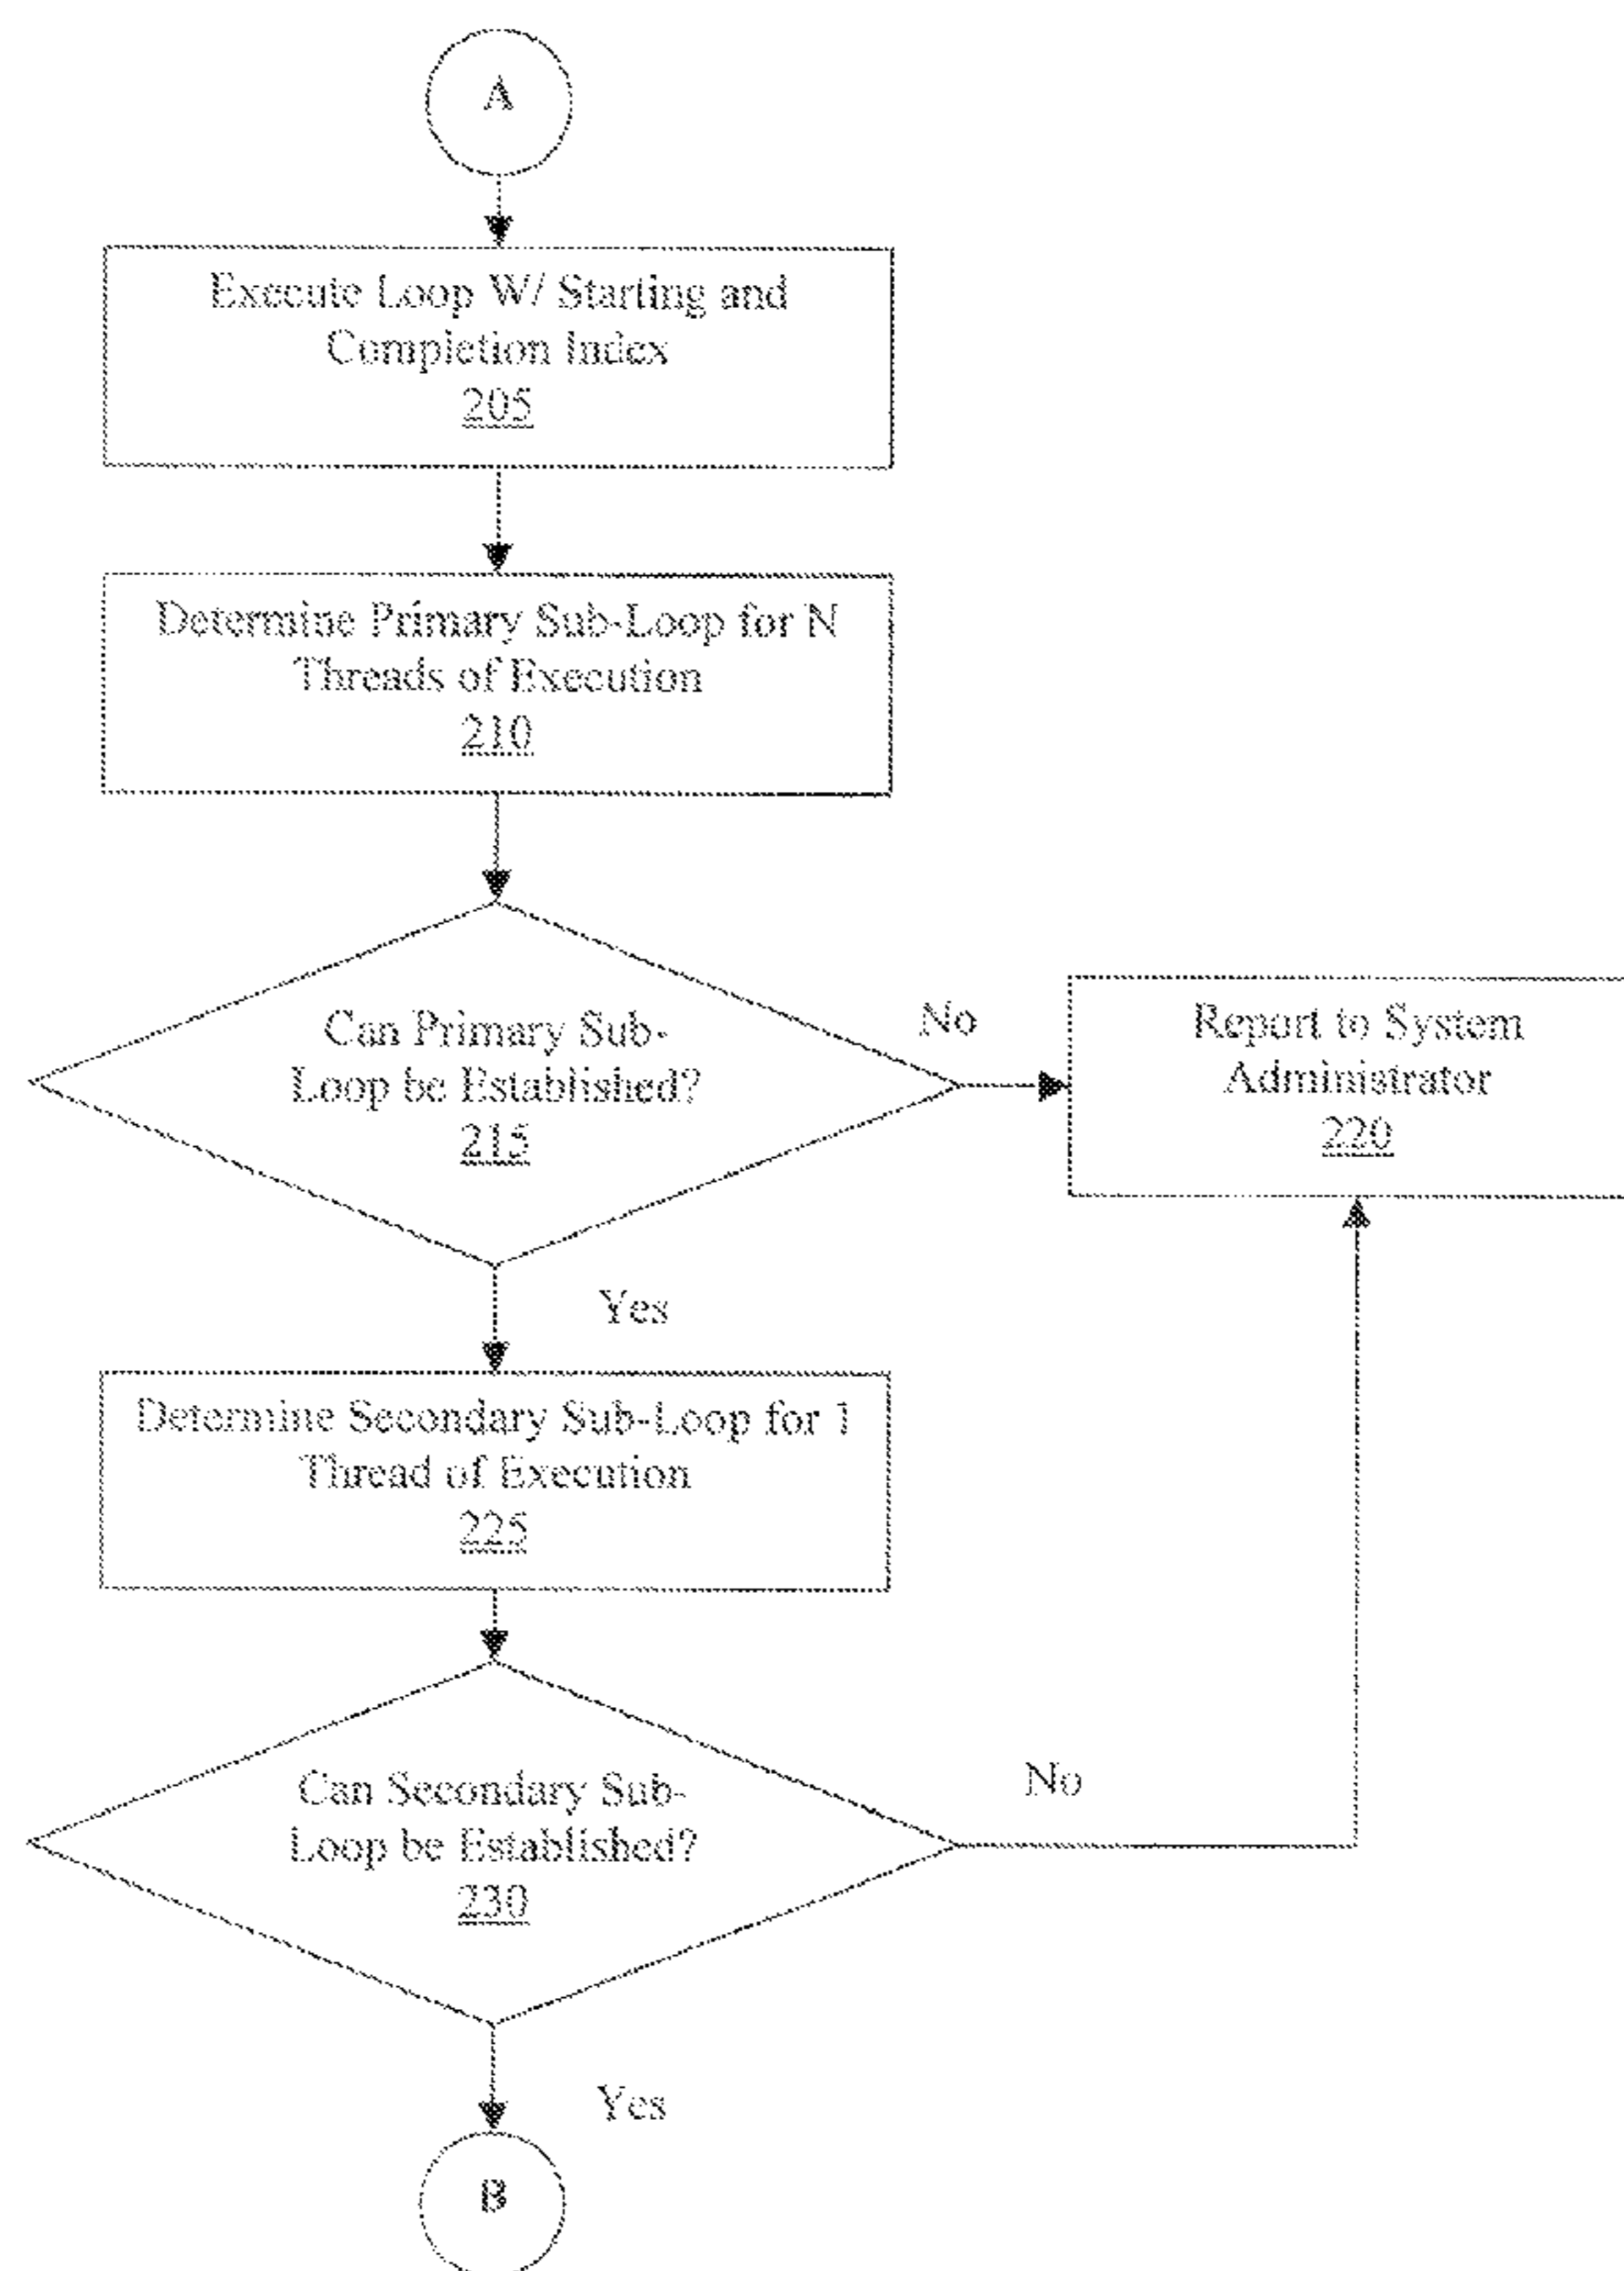 A
Execute Loop W/ Starting and
Completion Index
205
Determine Primary Sub-Loop for N
Threads of Execution
210
Can Primary Sub-
Loop be Established?
215
No
Report to System
Administrator
220
Yes
Determine Secondary Sub-Loop for 1
Thread of Execution
225
Can Secondary Sub-
Loop be Established?
230
No
Yes
B